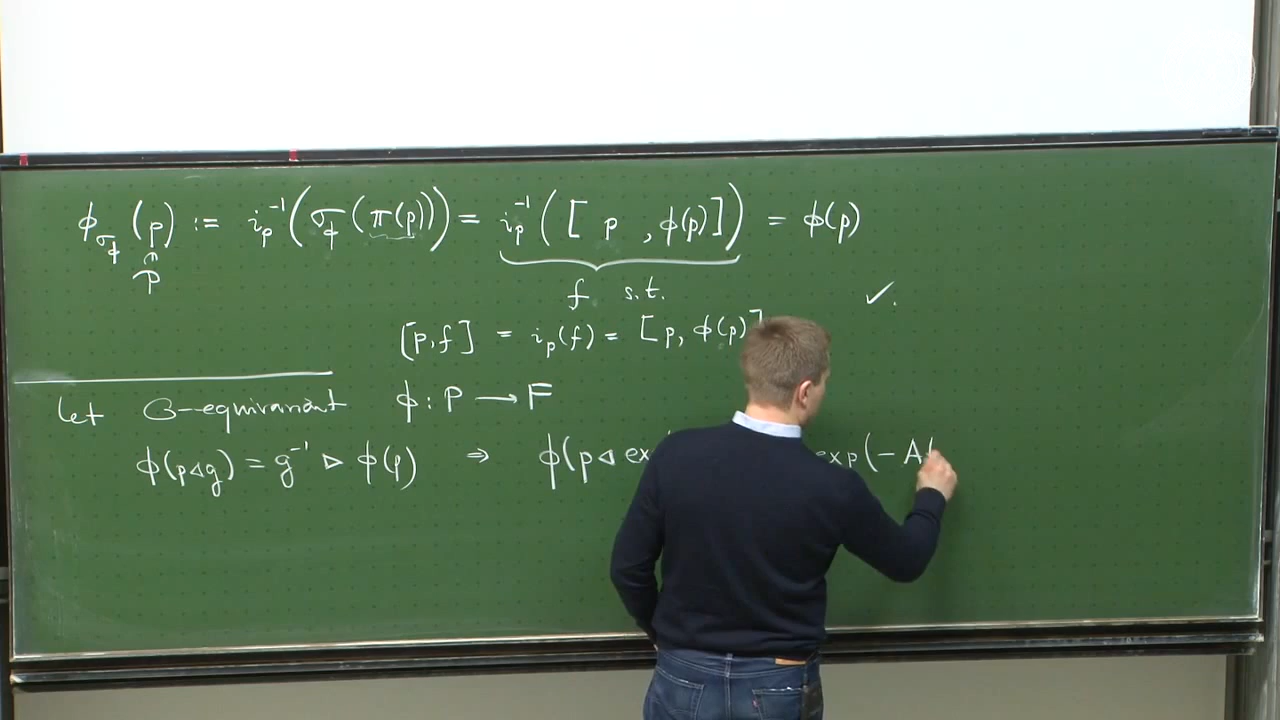 ϕ_{σ_ϕ}(p) := i_p^{-1}(σ_ϕ(π(p))) = i_p^{-1}([p, ϕ(p)]) = ϕ(p)
P
f s.t. ✓.
[p,f] = i_p(f) = [p, ϕ(p)]
Let G-equivariant ϕ: P → F
ϕ(p◁g) = g^{-1} ▷ ϕ(p) ⇒ ϕ(p◁ ex exp(-A